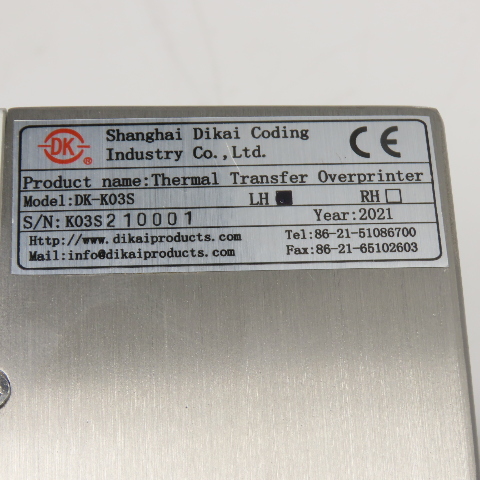 DK ®
Shanghai Dikai Coding
Industry Co.,Ltd.
CE
Product name:Thermal Transfer Overprinter
Model:DK-K03S LH■ RH□
S/N:K03S210001 Year:2021
Http://www.dikaiproducts.com Tel:86-21-51086700
Mail:info@dikaiproducts.com Fax:86-21-65102603